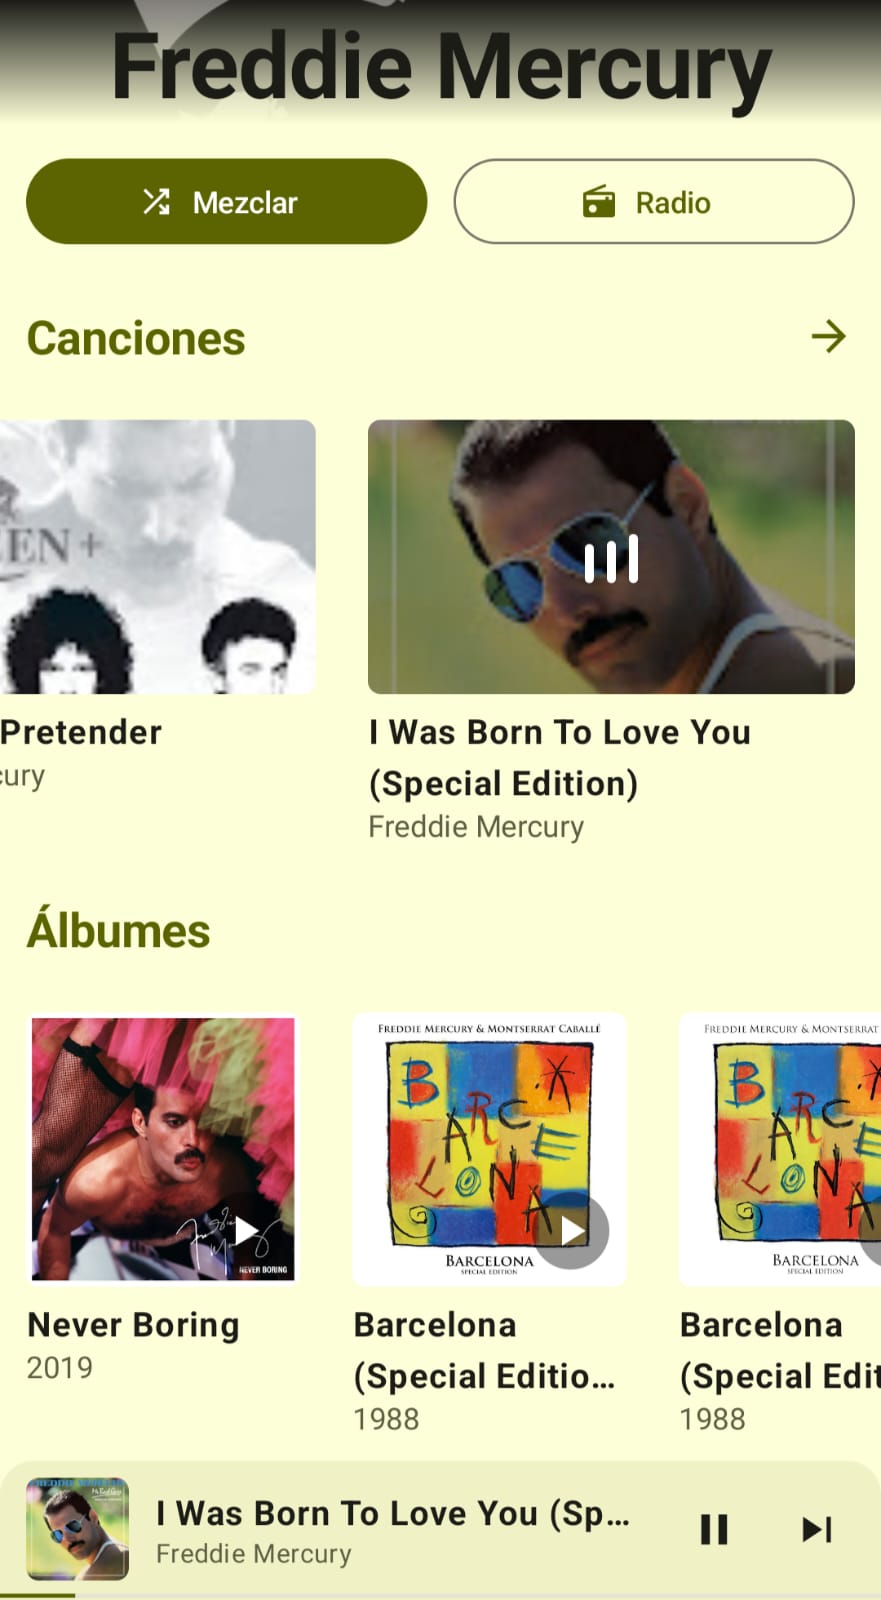 Freddie Mercury
Mezclar
Radio
Canciones
EN+
Pretender
I Was Born To Love You
(Special Edition)
Freddie Mercury
Álbumes
NEVER BORING
FREDDIE MERCURY & MONTSERRAT CABALLÉ
BARCELONA
BARCELONA
SPECIAL EDITION
FREDDIE MERCURY & MONTSERRAT
BARCELONA
BARCELONA
SPECIAL EDITION
Never Boring
2019
Barcelona
(Special Editio...
1988
Barcelona
(Special Edit
1988
I Was Born To Love You (Sp...
Freddie Mercury